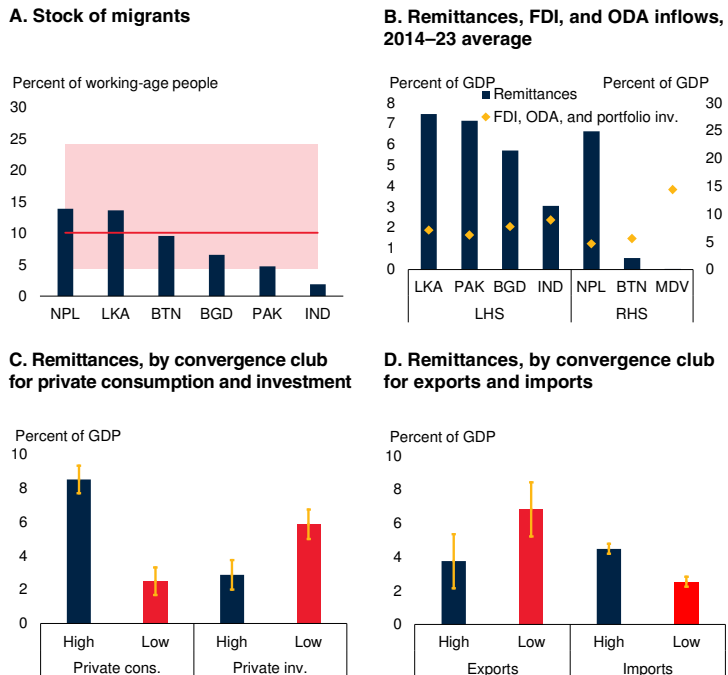 A. Stock of migrants
Percent of working-age people
30
25
20
15
10
5
0
NPL LKA BTN BGD PAK IND
B. Remittances, FDI, and ODA inflows,
2014–23 average
Percent of GDP Percent of GDP
Remittances
FDI, ODA, and portfolio inv.
8
7
6
5
4
3
2
1
0
30
25
20
15
10
5
0
LKA PAK BGD IND NPL BTN MDV
LHS RHS
C. Remittances, by convergence club
for private consumption and investment
Percent of GDP
10
8
6
4
2
0
High Low High Low
Private cons. Private inv.
D. Remittances, by convergence club
for exports and imports
Percent of GDP
10
8
6
4
2
0
High Low High Low
Exports Imports